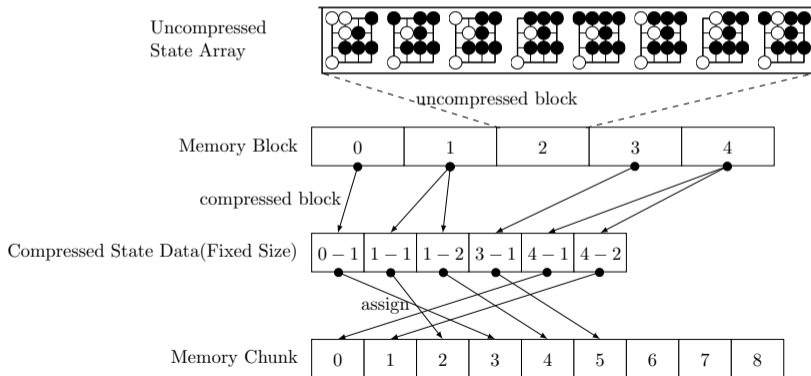 Uncompressed
State Array
uncompressed block
Memory Block 0 1 2 3 4
compressed block
Compressed State Data(Fixed Size) 0 − 1 1 − 1 1 − 2 3 − 1 4 − 1 4 − 2
assign
Memory Chunk 0 1 2 3 4 5 6 7 8